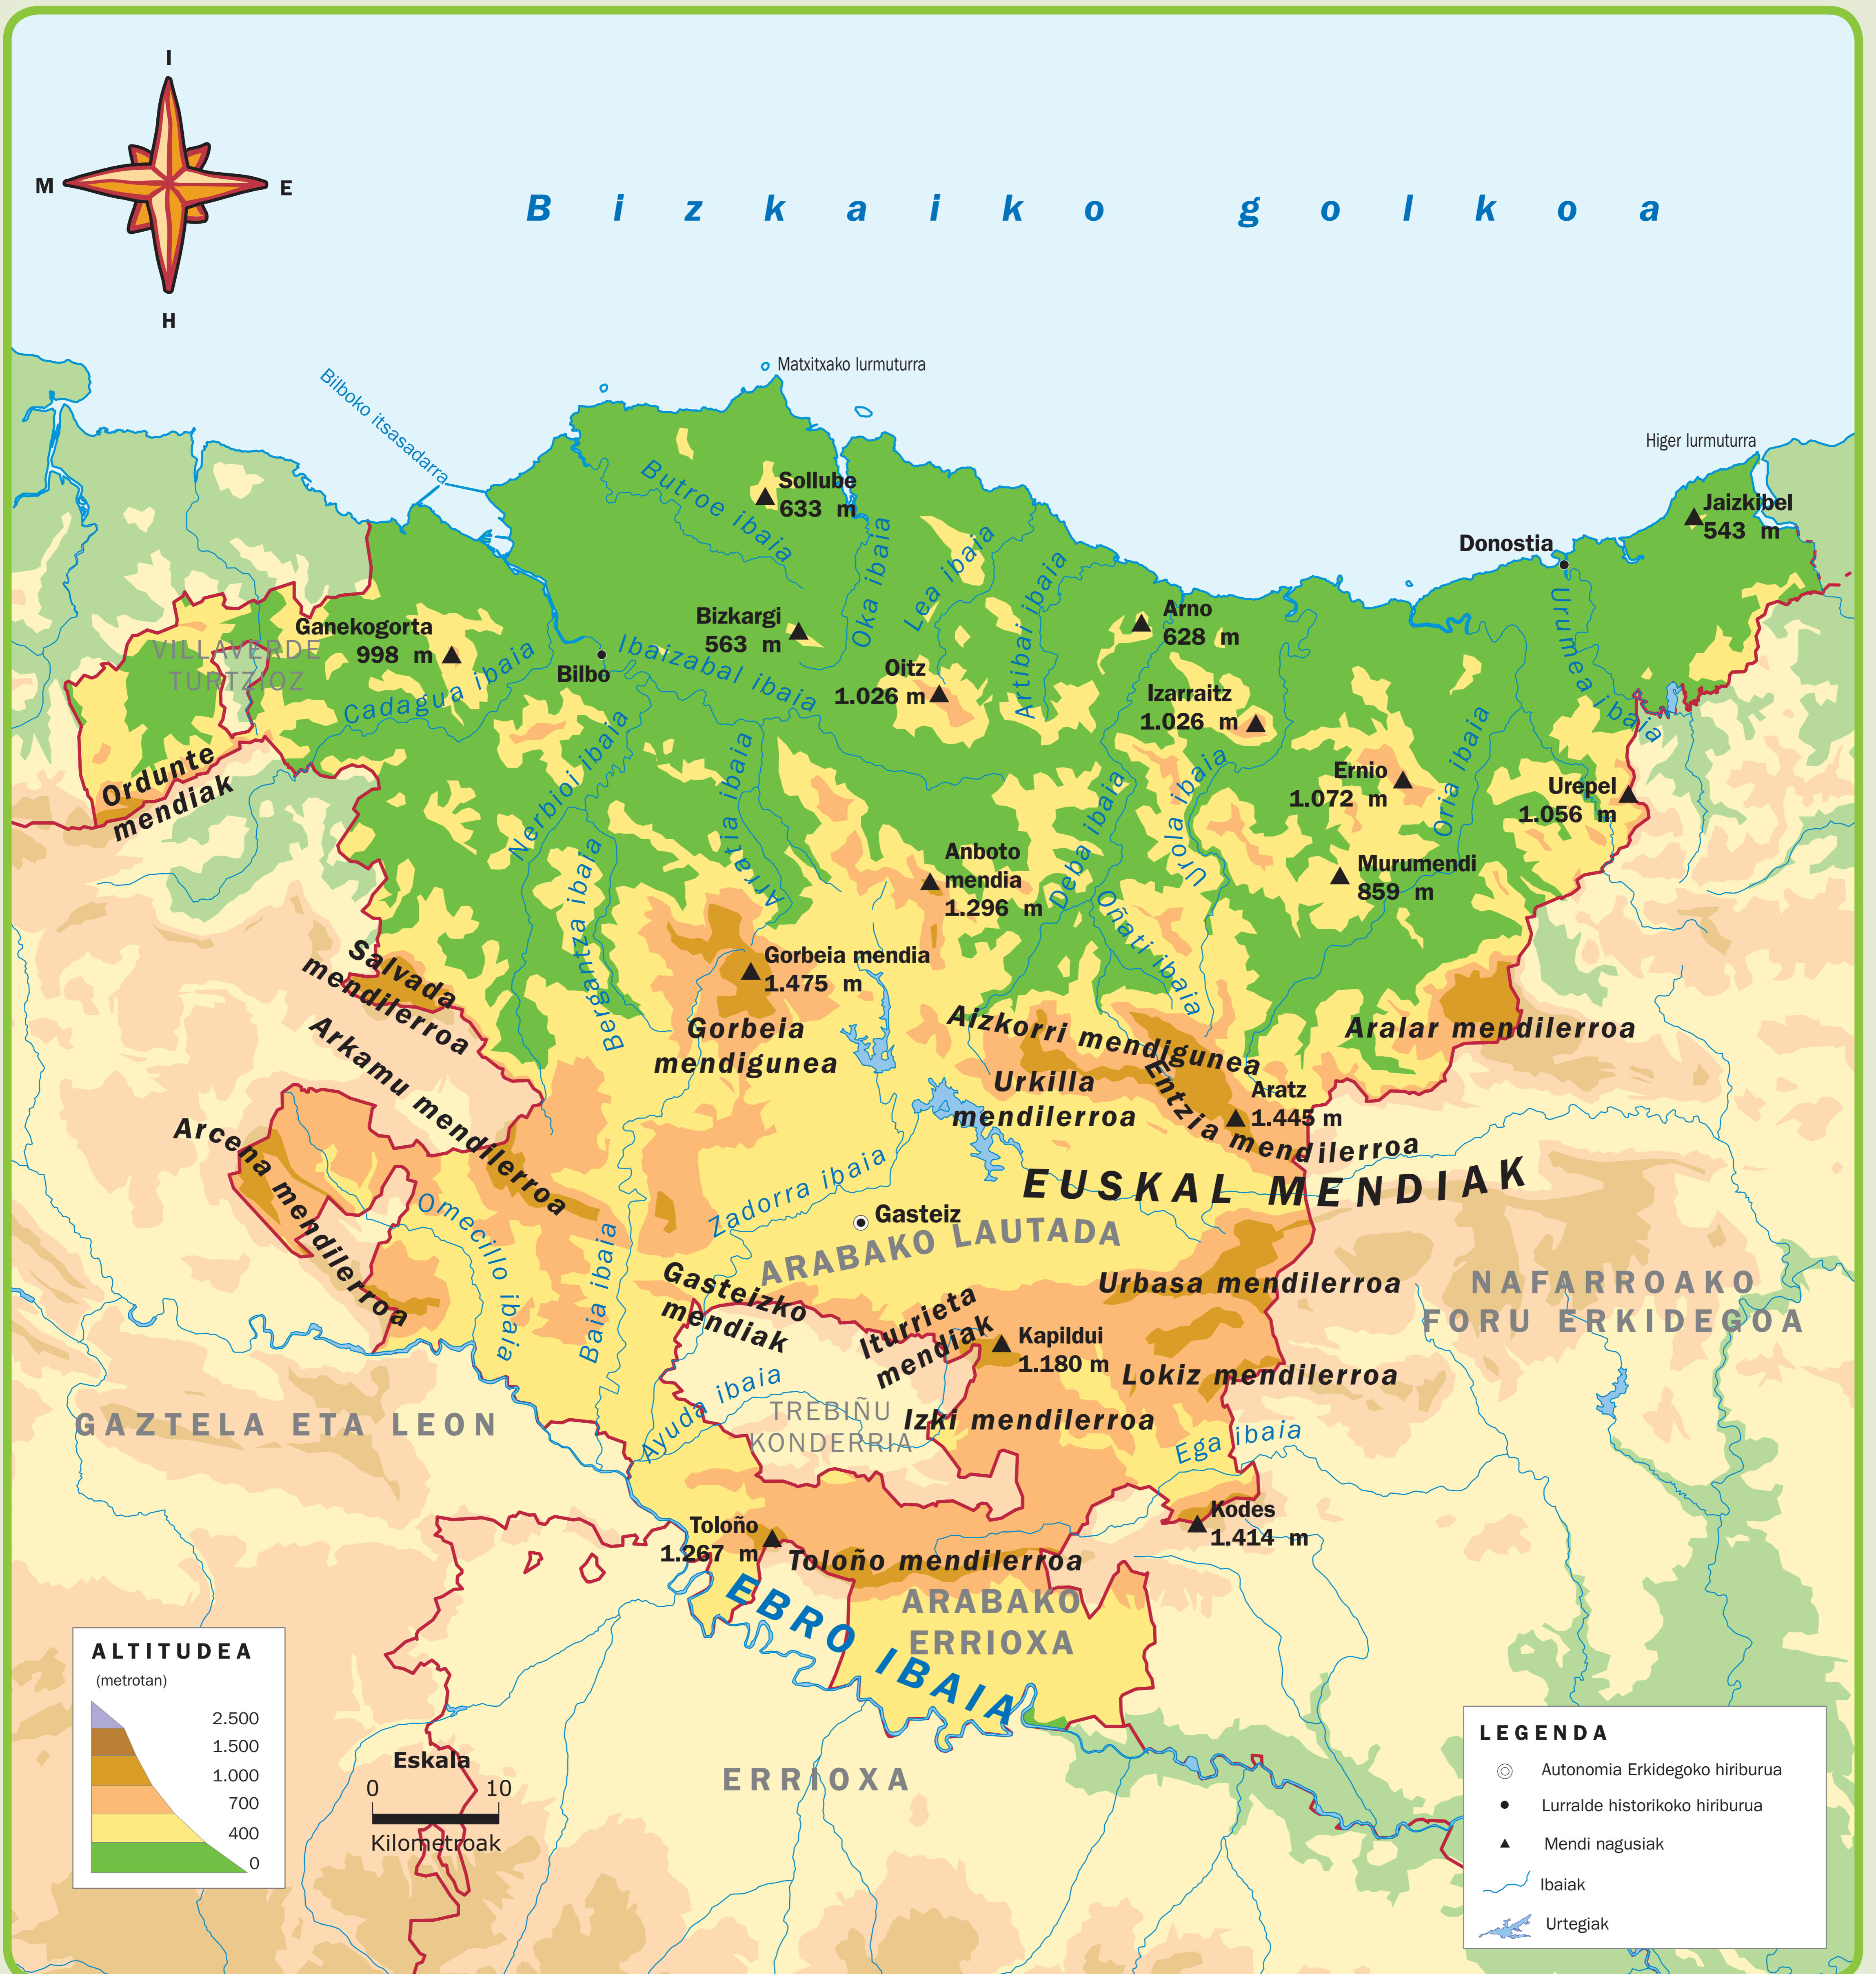 I
M
E
H
Bizkaiko golkoa
Matxitxako lurmuturra
Bilboko itsasadarra
Higer lurmuturra
Butroe ibaia
Sollube
633 m
Jaizkibel
543 m
Donostia
Oka ibaia
Lea ibaia
Artibai ibaia
Arno
628 m
Urumea ibaia
Ganekogorta
998 m
VILLAVERDE
TURTZIOZ
Bizkargi
563 m
Bilbo
Ibaizabal ibaia
Cadagua ibaia
Oitz
1.026 m
Izarraitz
1.026 m
Nerbioi ibaia
Arratia ibaia
Deba ibaia
Urola ibaia
Oria ibaia
Ernio
1.072 m
Urepel
1.056 m
Ordunte
mendiak
Bergantza ibaia
Anboto
mendia
1.296 m
Oñati ibaia
Murumendi
859 m
Salvada
mendilerroa
Gorbeia mendia
1.475 m
Gorbeia
mendigunea
Aizkorri mendigunea
Aralar mendilerroa
Arkamu mendilerroa
Urkilla
mendilerroa
Entzia mendilerroa
Aratz
1.445 m
Arcena mendilerroa
Zadorra ibaia
EUSKAL MENDIAK
Omecillo ibaia
Baia ibaia
Gasteiz
ARABAKO LAUTADA
Gasteizko
mendiak
Urbasa mendilerroa
NAFARROAKO
FORU ERKIDEGOA
Iturrieta
mendiak
Kapildui
1.180 m
Lokiz mendilerroa
Ayuda ibaia
GAZTELA ETA LEON
TREBIÑU
KONDERRIA
Izki mendilerroa
Ega ibaia
Kodes
1.414 m
Toloño
1.267 m
Toloño mendilerroa
EBRO IBAIA
ARABAKO
ERRIOXA
ERRIOXA
ALTITUDEA
(metrotan)
2.500
1.500
1.000
700
400
0
Eskala
0 10
Kilometroak
LEGENDA
Autonomia Erkidegoko hiriburua
Lurralde historikoko hiriburua
Mendi nagusiak
Ibaiak
Urtegiak